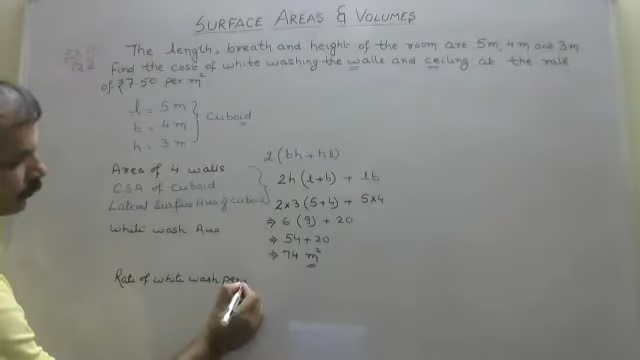 SURFACE AREAS & VOLUMES
The length, breath and height of the room are 5m, 4m and 3m
Find the cost of white washing the walls and ceiling at the rate
of ₹7.50 per m²
l = 5m
b = 4m
h = 3m
Cuboid
2(bh + hl)
Area of 4 walls
CSA of Cuboid
Lateral Surface Area of Cuboid
2h(l+b) + lb
2×3(5+4) + 5×4
White wash Area
⇒ 6(9) + 20
⇒ 54+20
⇒ 74 m²
Rate of white wash per